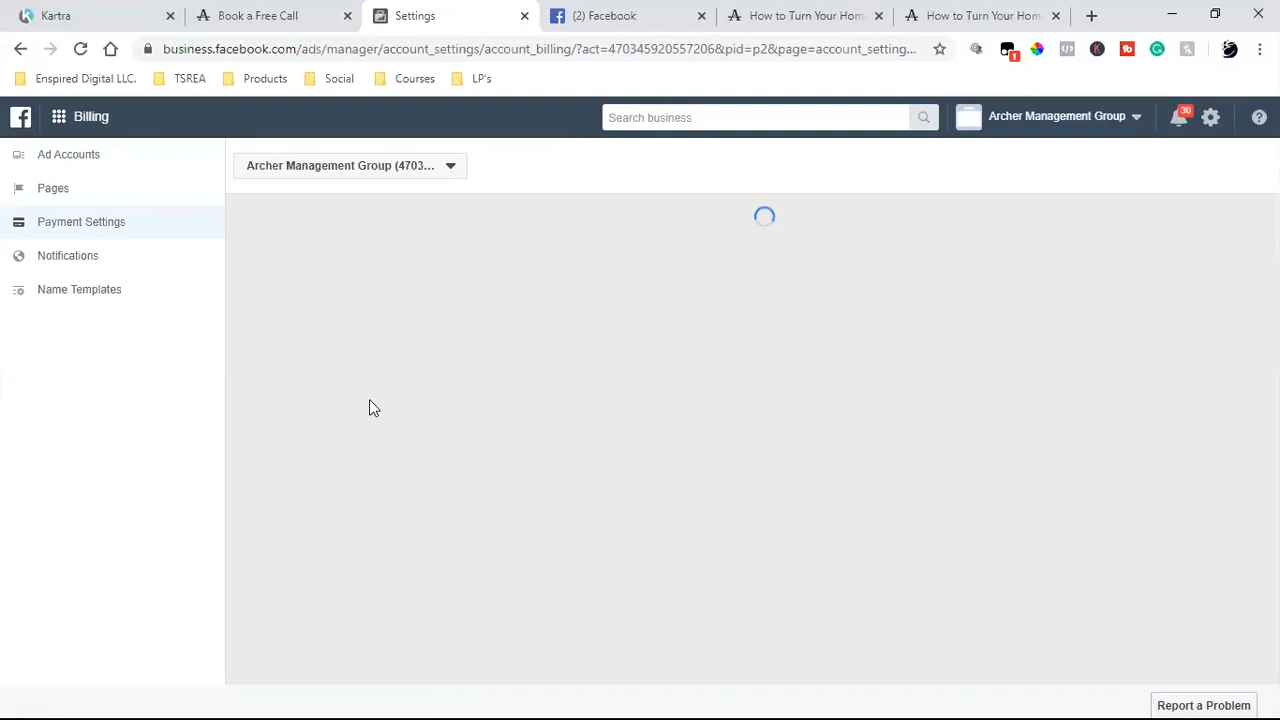 Kartra
Book a Free Call
Settings
(2) Facebook
How to Turn Your Hom
How to Turn Your Hom
business.facebook.com/ads/manager/account_settings/account_billing/?act=470345920557206&pid=p2&page=account_setting...
1
Enspired Digital LLC.
TSREA
Products
Social
Courses
LP's
Billing
Search business
Archer Management Group
30
Ad Accounts
Pages
Payment Settings
Notifications
Name Templates
Archer Management Group (4703...
Report a Problem